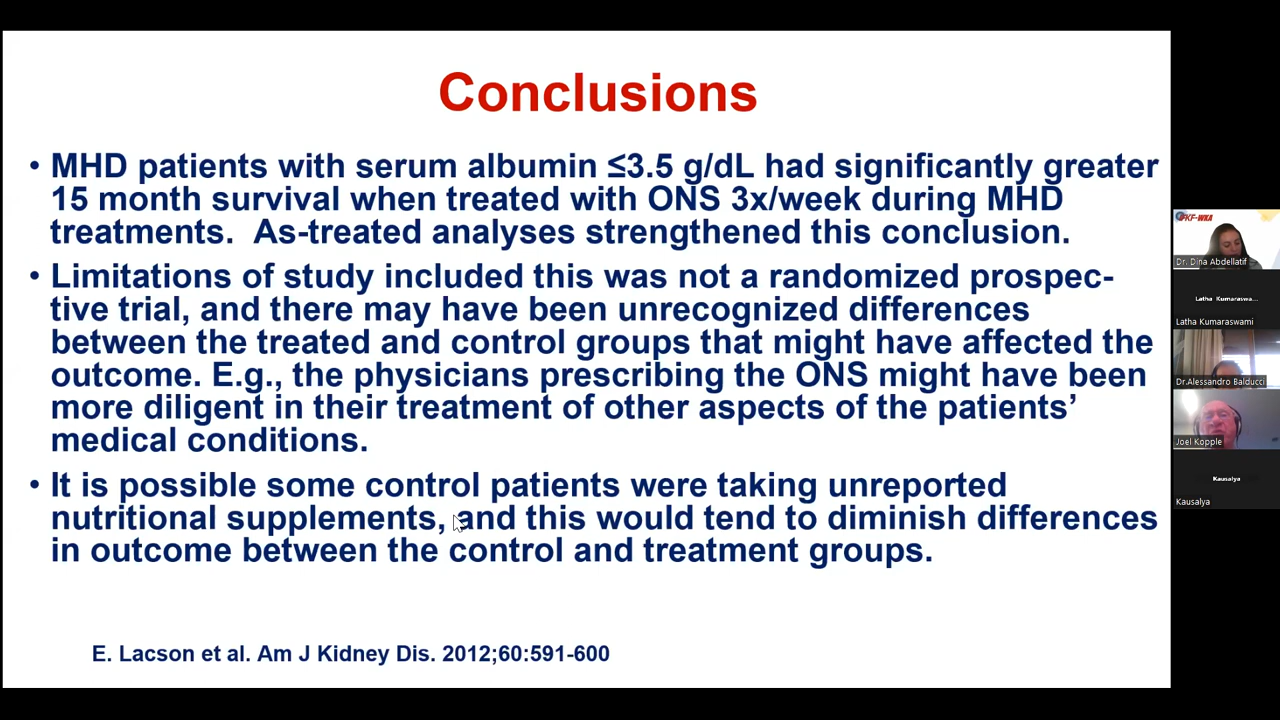 Conclusions
• MHD patients with serum albumin ≤3.5 g/dL had significantly greater
15 month survival when treated with ONS 3x/week during MHD
treatments. As-treated analyses strengthened this conclusion.
• Limitations of study included this was not a randomized prospec-
tive trial, and there may have been unrecognized differences
between the treated and control groups that might have affected the
outcome. E.g., the physicians prescribing the ONS might have been
more diligent in their treatment of other aspects of the patients’
medical conditions.
• It is possible some control patients were taking unreported
nutritional supplements, and this would tend to diminish differences
in outcome between the control and treatment groups.
E. Lacson et al. Am J Kidney Dis. 2012;60:591-600
IFKF-WKA
Dr. Dina Abdellatif
Latha Kumaraswa...
Latha Kumaraswami
Dr.Alessandro Balducci
Joel Kopple
Kausalya
Kausalya